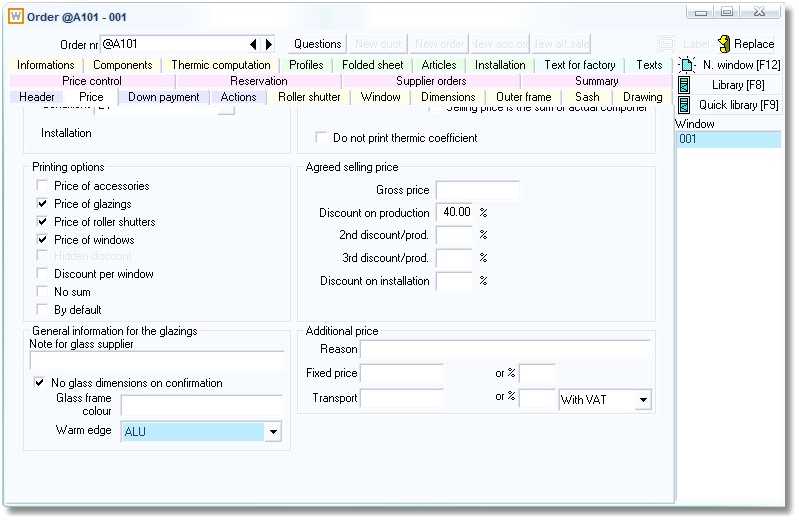 W Order @A101 - 001
Order nr @A101 Questions New quot. New order New acc.or New aft.sale Label Replace
Informations Components Thermic computation Profiles Folded sheet Articles Installation Text for factory Texts N. window [F12]
Price control Reservation Supplier orders Summary Library [F8]
Header Price Down payment Actions Roller shutter Window Dimensions Outer frame Sash Drawing Quick library [F9]
Selling price is the sum of actual componer
Window
001
Installation
Do not print thermic coefficient
Printing options
Price of accessories
Price of glazings
Price of roller shutters
Price of windows
Hidden discount
Discount per window
No sum
By default
Agreed selling price
Gross price
Discount on production 40.00 %
2nd discount/prod. %
3rd discount/prod. %
Discount on installation %
General information for the glazings
Note for glass supplier
No glass dimensions on confirmation
Glass frame
colour
Warm edge ALU
Additional price
Reason
Fixed price or %
Transport or % With VAT